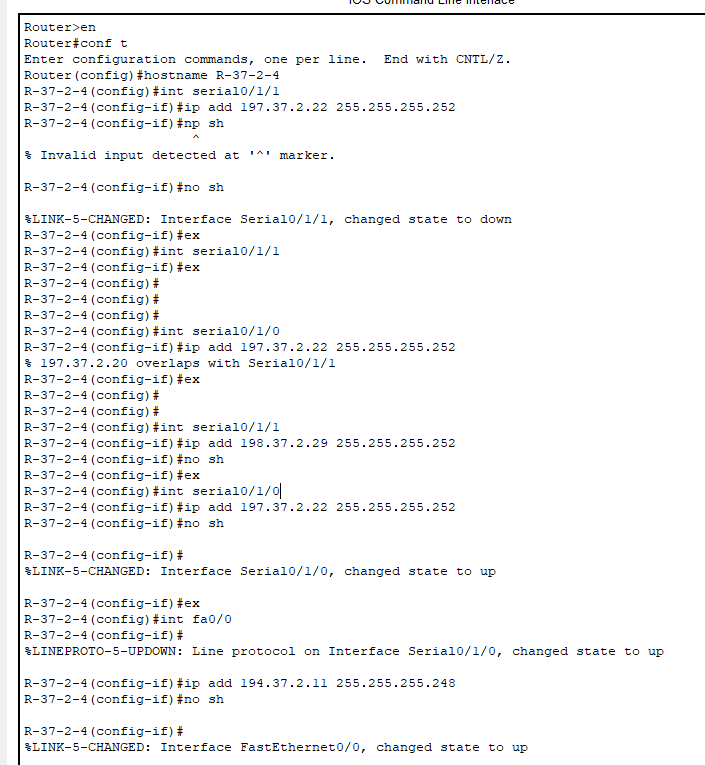 IOS Command Line Interface
Router>en
Router#conf t
Enter configuration commands, one per line.  End with CNTL/Z.
Router(config)#hostname R-37-2-4
R-37-2-4(config)#int serial0/1/1
R-37-2-4(config-if)#ip add 197.37.2.22 255.255.255.252
R-37-2-4(config-if)#np sh
^
% Invalid input detected at '^' marker.
R-37-2-4(config-if)#no sh
%LINK-5-CHANGED: Interface Serial0/1/1, changed state to down
R-37-2-4(config-if)#ex
R-37-2-4(config)#int serial0/1/1
R-37-2-4(config-if)#ex
R-37-2-4(config)#
R-37-2-4(config)#
R-37-2-4(config)#
R-37-2-4(config)#int serial0/1/0
R-37-2-4(config-if)#ip add 197.37.2.22 255.255.255.252
% 197.37.2.20 overlaps with Serial0/1/1
R-37-2-4(config-if)#ex
R-37-2-4(config)#
R-37-2-4(config)#
R-37-2-4(config)#int serial0/1/1
R-37-2-4(config-if)#ip add 198.37.2.29 255.255.255.252
R-37-2-4(config-if)#no sh
R-37-2-4(config-if)#ex
R-37-2-4(config)#int serial0/1/0
R-37-2-4(config-if)#ip add 197.37.2.22 255.255.255.252
R-37-2-4(config-if)#no sh
R-37-2-4(config-if)#
%LINK-5-CHANGED: Interface Serial0/1/0, changed state to up
R-37-2-4(config-if)#ex
R-37-2-4(config)#int fa0/0
R-37-2-4(config-if)#
%LINEPROTO-5-UPDOWN: Line protocol on Interface Serial0/1/0, changed state to up
R-37-2-4(config-if)#ip add 194.37.2.11 255.255.255.248
R-37-2-4(config-if)#no sh
R-37-2-4(config-if)#
%LINK-5-CHANGED: Interface FastEthernet0/0, changed state to up